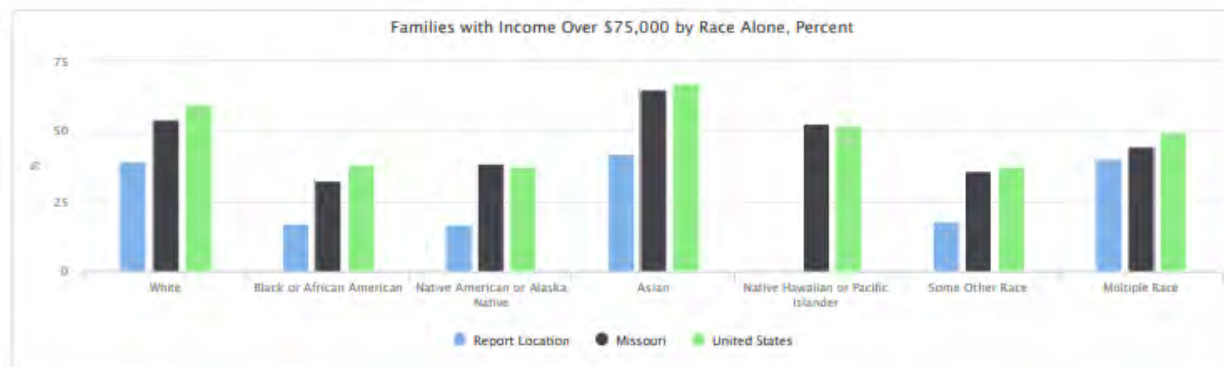 Families with Income Over $75,000 by Race Alone, Percent
75
50
25
0
%
White
Black or African American
Native American or Alaska
Native
Asian
Native Hawaiian or Pacific
Islander
Some Other Race
Multiple Race
Report Location
Missouri
United States